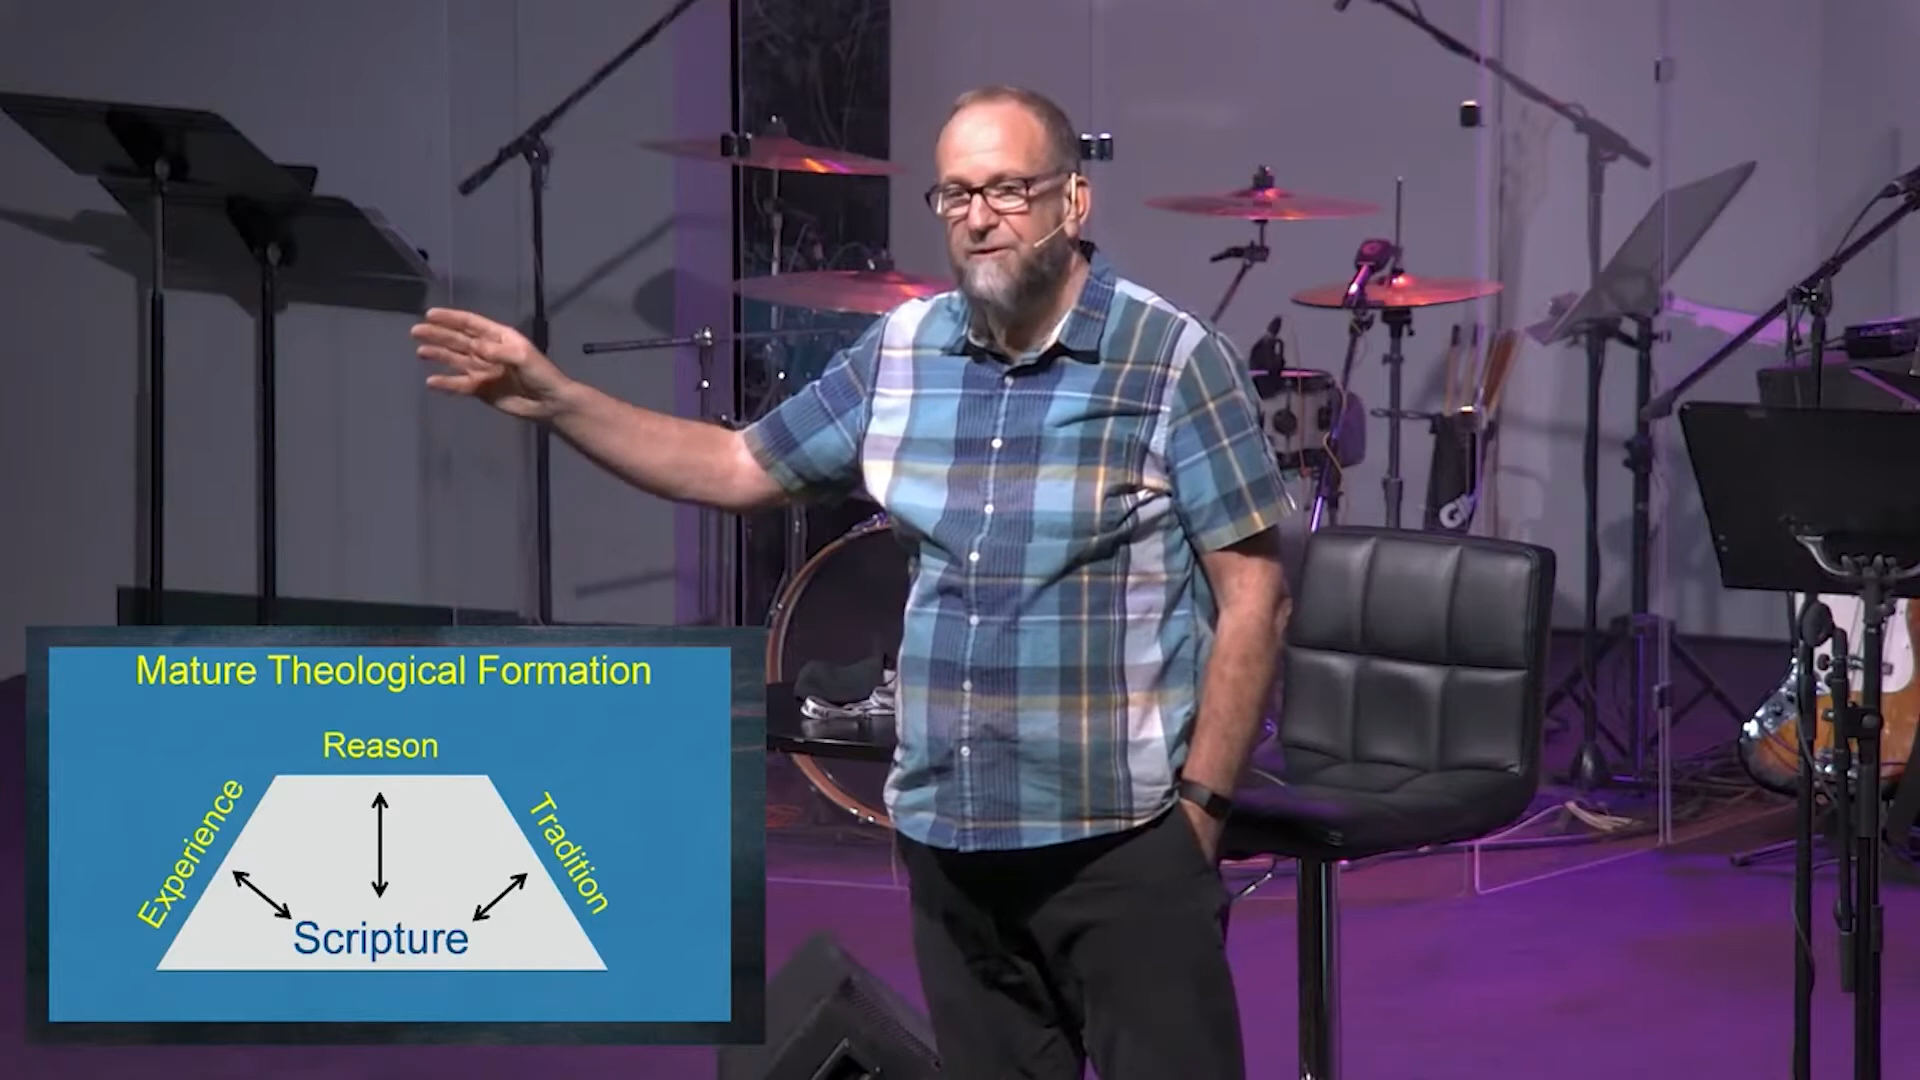 Mature Theological Formation
Reason
Experience
Tradition
Scripture